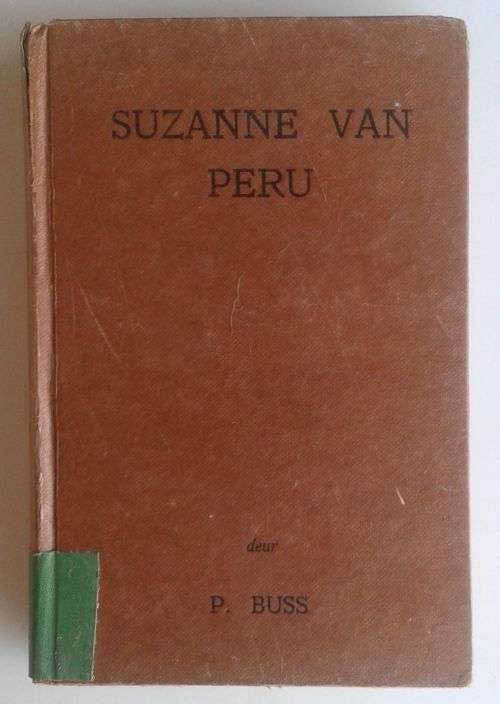 SUZANNE VAN
PERU
deur
P. BUSS